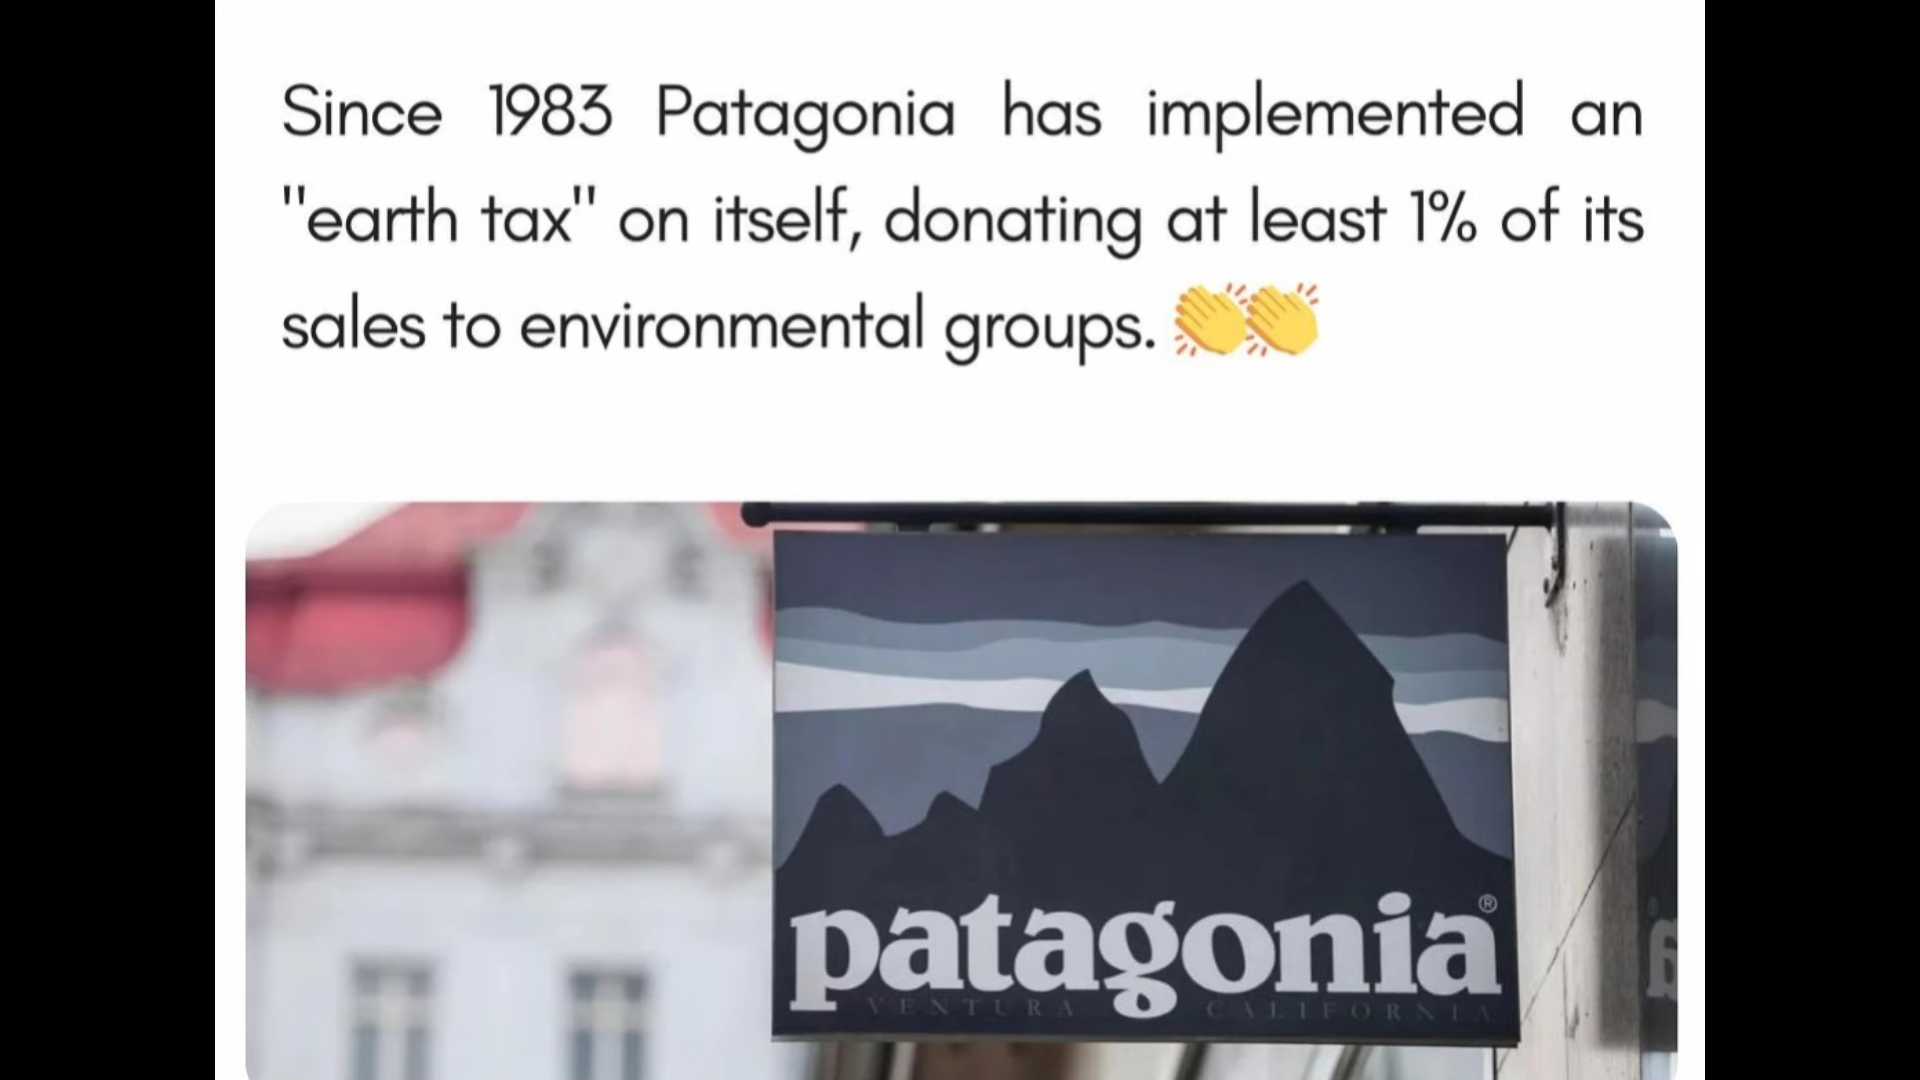 Since 1983 Patagonia has implemented an
"earth tax" on itself, donating at least 1% of its
sales to environmental groups. 👏👏
patagonia®
VENTURA CALIFORNIA